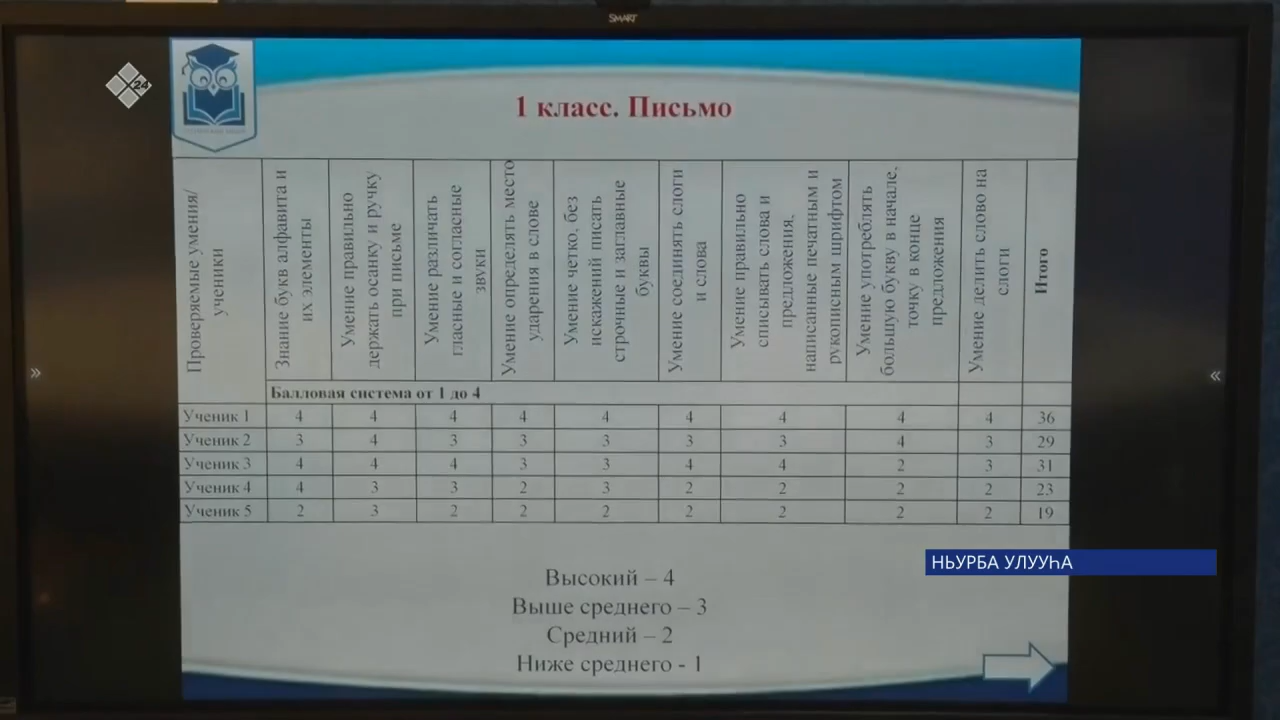 SMART
X24
1 класс. Письмо
Проверяемые умения/
ученики
Знание букв алфавита и
их элементы
Умение правильно
держать осанку и ручку
при письме
Умение различать
гласные и согласные
звуки
Умение определять место
ударения в слове
Умение четко, без
искажений писать
строчные и заглавные
буквы
Умение соединять слоги
и слова
Умение правильно
списывать слова и
предложения,
написанные печатным и
рукописным шрифтом
Умение употреблять
большую букву в начале,
точку в конце
предложения
Умение делить слово на
слоги
Итого
Балловая система от 1 до 4
Ученик 1 4 4 4 4 4 4 4 4 4 36
Ученик 2 3 4 3 3 3 3 3 4 3 29
Ученик 3 4 4 4 3 3 4 4 2 3 31
Ученик 4 4 3 3 2 3 2 2 2 2 23
Ученик 5 2 3 2 2 2 2 2 2 2 19
НЬУРБА УЛУУҺА
Высокий – 4
Выше среднего – 3
Средний – 2
Ниже среднего - 1